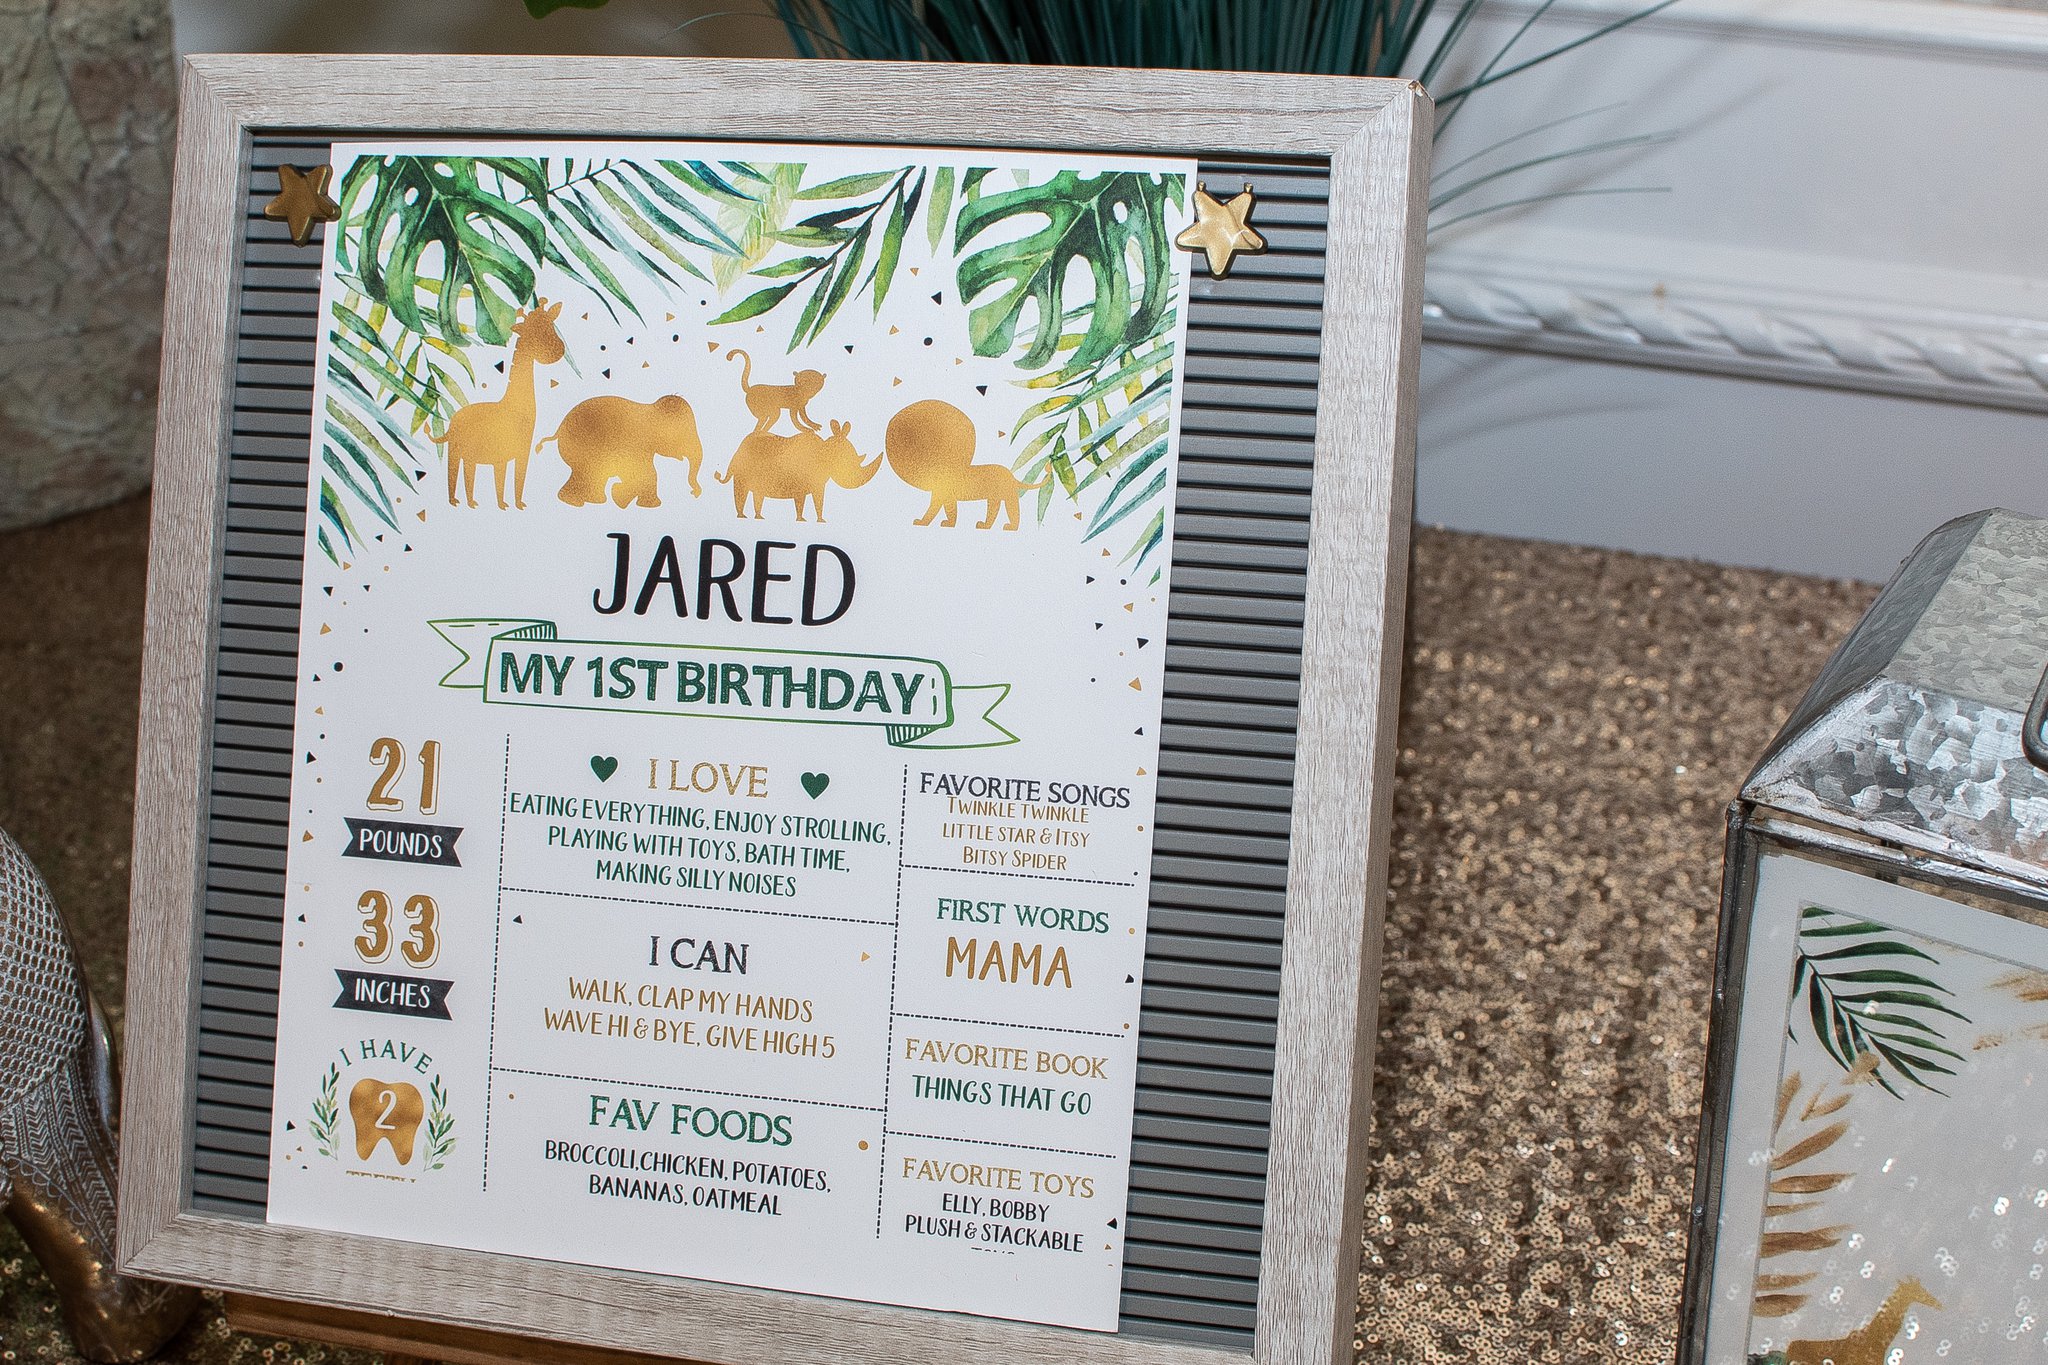 JARED
MY 1ST BIRTHDAY
21
POUNDS
33
INCHES
I HAVE
2
I LOVE
EATING EVERYTHING, ENJOY STROLLING,
PLAYING WITH TOYS, BATH TIME,
MAKING SILLY NOISES
I CAN
WALK, CLAP MY HANDS
WAVE HI & BYE, GIVE HIGH 5
FAV FOODS
BROCCOLI,CHICKEN, POTATOES,
BANANAS, OATMEAL
FAVORITE SONGS
TWINKLE TWINKLE
LITTLE STAR & ITSY
BITSY SPIDER
FIRST WORDS
MAMA
FAVORITE BOOK
THINGS THAT GO
FAVORITE TOYS
ELLY, BOBBY
PLUSH & STACKABLE